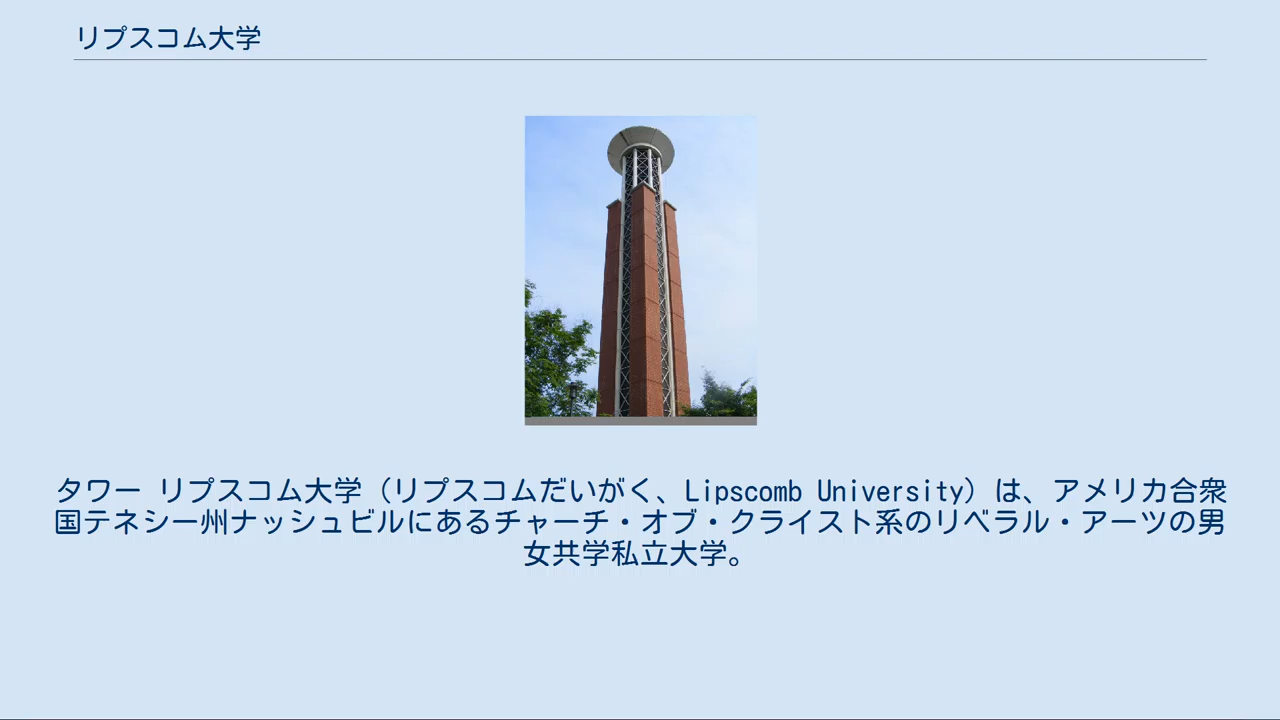 リプスコム大学
タワー リプスコム大学（リプスコムだいがく、Lipscomb University）は、アメリカ合衆
国テネシー州ナッシュビルにあるチャーチ・オブ・クライスト系のリベラル・アーツの男
女共学私立大学。